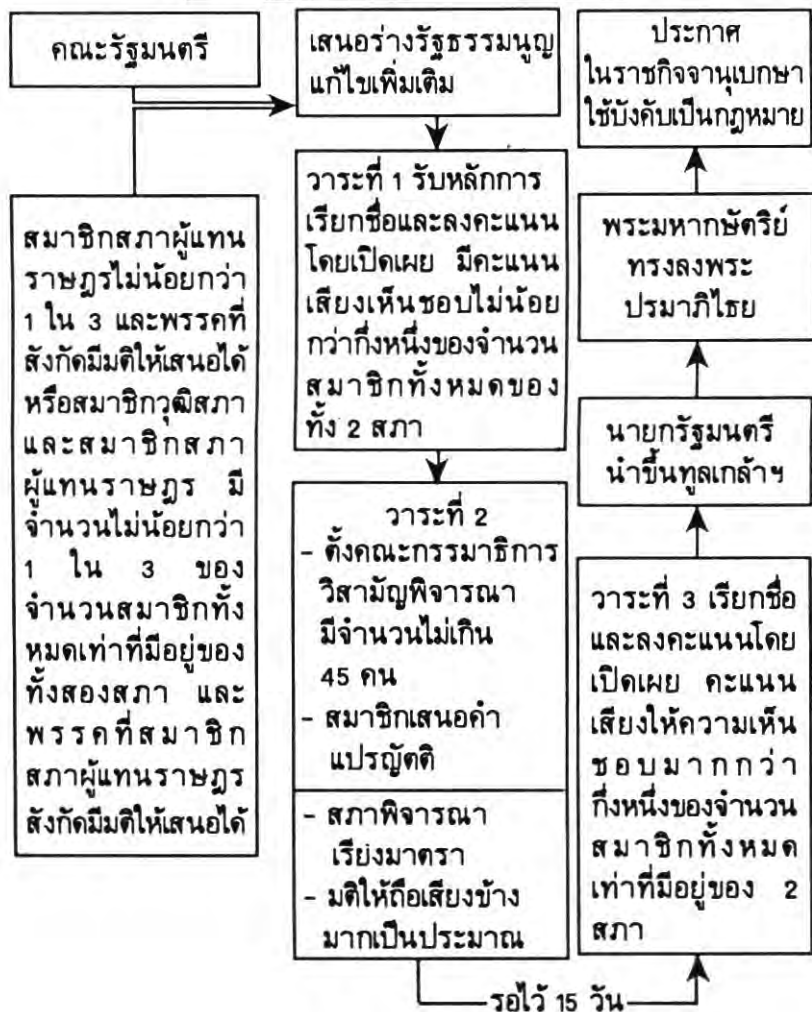 คณะรัฐมนตรี
สมาชิกสภาผู้แทน
ราษฎรไม่น้อยกว่า
1 ใน 3 และพรรคที่
สังกัดมีมติให้เสนอได้
หรือสมาชิกวุฒิสภา
และสมาชิกสภา
ผู้แทนราษฎร มี
จำนวนไม่น้อยกว่า
1 ใน 3 ของ
จำนวนสมาชิกทั้ง
หมดเท่าที่มีอยู่ของ
ทั้งสองสภา และ
พรรคที่สมาชิก
สภาผู้แทนราษฎร
สังกัดมีมติให้เสนอได้
เสนอร่างรัฐธรรมนูญ
แก้ไขเพิ่มเติม
วาระที่ 1 รับหลักการ
เรียกชื่อและลงคะแนน
โดยเปิดเผย มีคะแนน
เสียงเห็นชอบไม่น้อย
กว่ากึ่งหนึ่งของจำนวน
สมาชิกทั้งหมดของ
ทั้ง 2 สภา
วาระที่ 2
- ตั้งคณะกรรมาธิการ
วิสามัญพิจารณา
มีจำนวนไม่เกิน
45 คน
- สมาชิกเสนอคำ
แปรญัตติ
- สภาพิจารณา
เรียงมาตรา
- มติให้ถือเสียงข้าง
มากเป็นประมาณ
รอไว้ 15 วัน
วาระที่ 3 เรียกชื่อ
และลงคะแนนโดย
เปิดเผย คะแนน
เสียงให้ความเห็น
ชอบมากกว่า
กึ่งหนึ่งของจำนวน
สมาชิกทั้งหมด
เท่าที่มีอยู่ของ 2
สภา
นายกรัฐมนตรี
นำขึ้นทูลเกล้าฯ
พระมหากษัตริย์
ทรงลงพระ
ปรมาภิไธย
ประกาศ
ในราชกิจจานุเบกษา
ใช้บังคับเป็นกฎหมาย